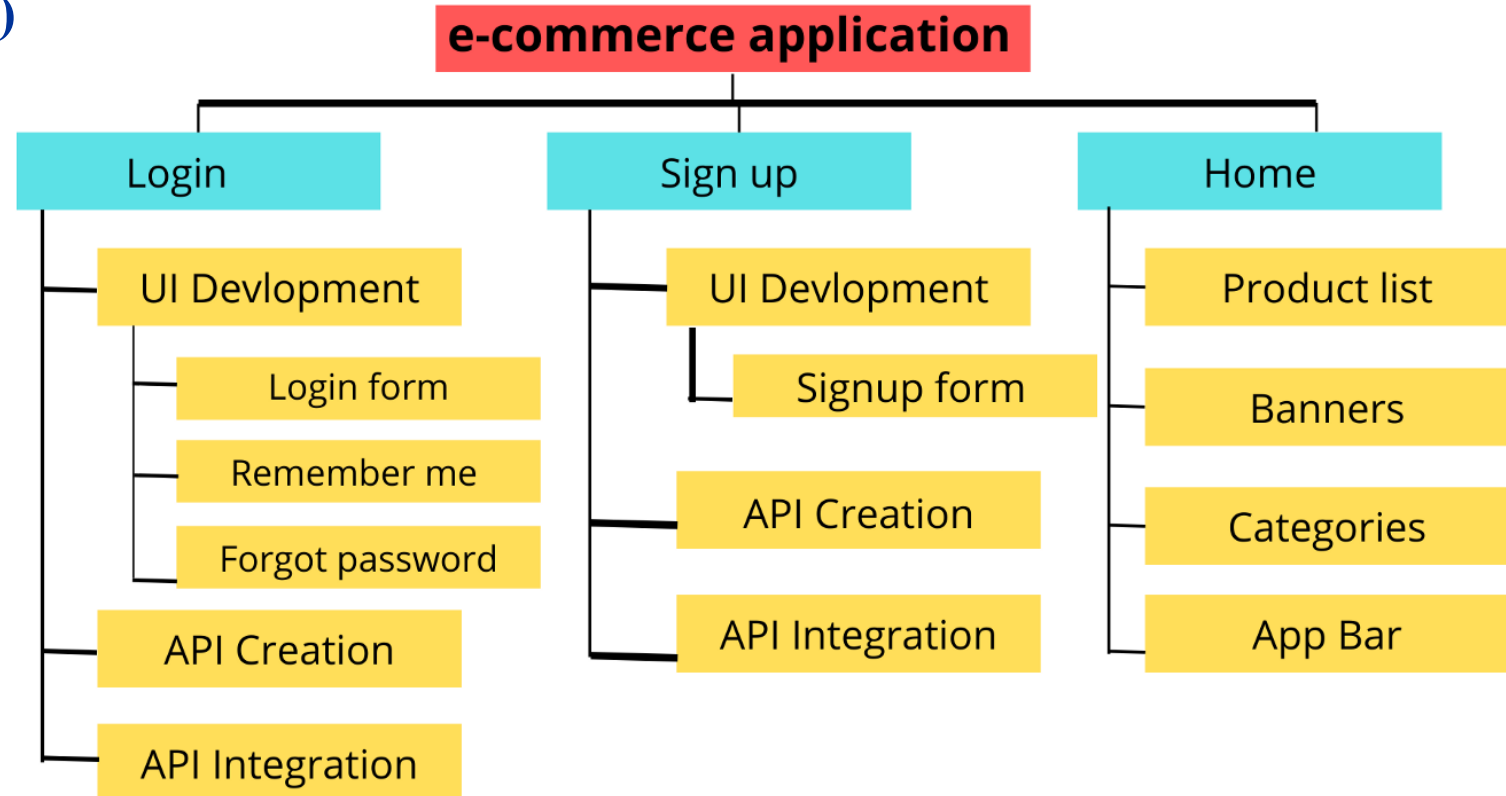 )
e-commerce application
Login
UI Devlopment
Login form
Remember me
Forgot password
API Creation
API Integration
Sign up
UI Devlopment
Signup form
API Creation
API Integration
Home
Product list
Banners
Categories
App Bar